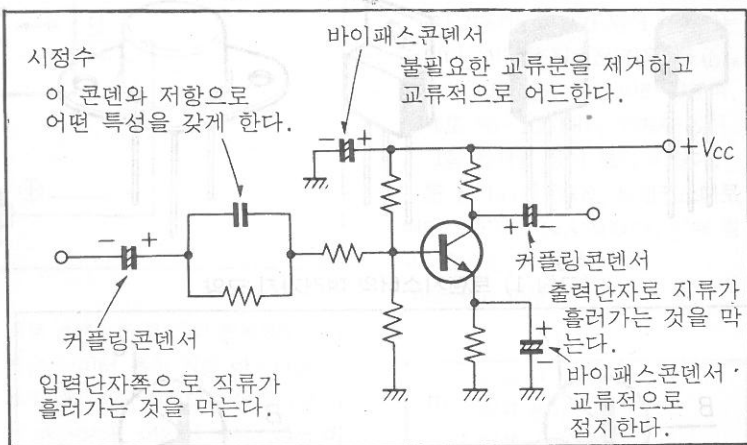 시정수
이 콘덴와 저항으로
어떤 특성을 갖게 한다.
바이패스콘덴서
불필요한 교류분을 제거하고
교류적으로 어드한다.
- +
+Vcc
- +
+ -
커플링콘덴서
입력단자쪽으로 직류가
흘러가는 것을 막는다.
커플링콘덴서
출력단자로 지류가
흘러가는 것을 막
는다.
+
-
바이패스콘덴서
교류적으로
접지한다.
B